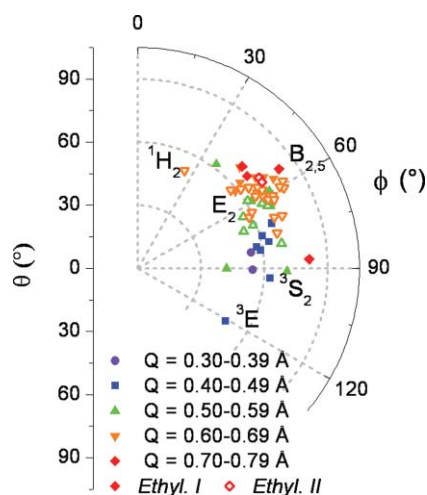 0
30
60
90
120
ϕ (°)
θ (°)
90
60
30
0
30
60
90
¹H₂
B₂,₅
E₂
³S₂
³E
Q = 0.30-0.39 Å
Q = 0.40-0.49 Å
Q = 0.50-0.59 Å
Q = 0.60-0.69 Å
Q = 0.70-0.79 Å
Ethyl. I Ethyl. II